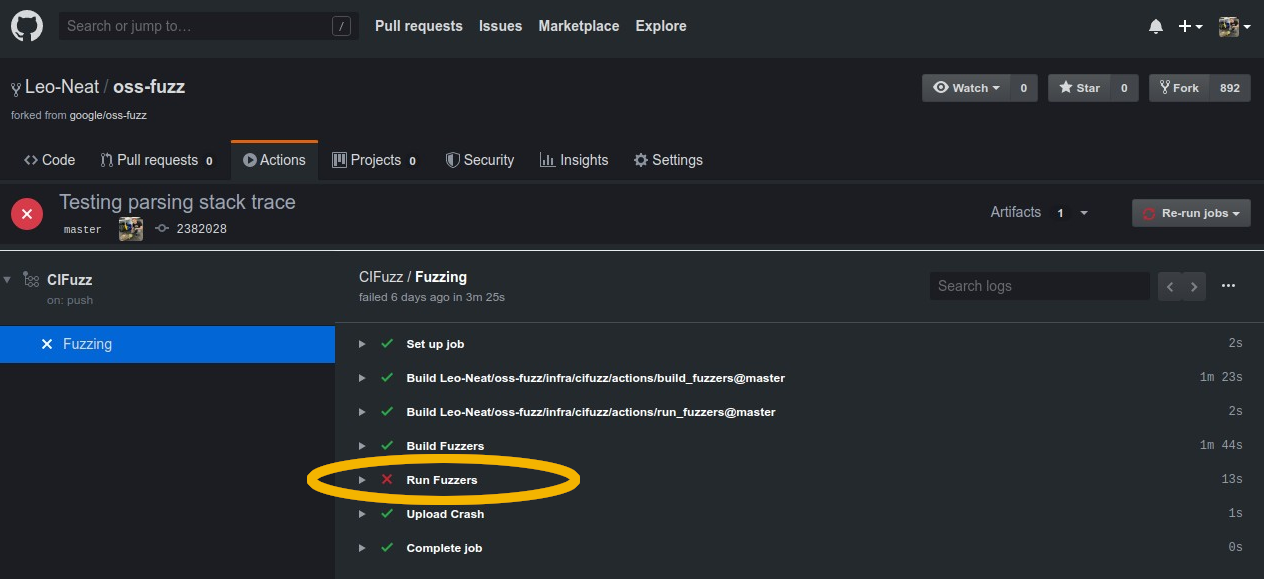 Search or jump to… / Pull requests Issues Marketplace Explore
Leo-Neat / oss-fuzz Watch 0 Star 0 Fork 892
forked from google/oss-fuzz
Code Pull requests 0 Actions Projects 0 Security Insights Settings
Testing parsing stack trace Artifacts 1 Re-run jobs
master 2382028
CIFuzz CIFuzz / Fuzzing Search logs
on: push failed 6 days ago in 3m 25s
Fuzzing Set up job 2s
Build Leo-Neat/oss-fuzz/infra/cifuzz/actions/build_fuzzers@master 1m 23s
Build Leo-Neat/oss-fuzz/infra/cifuzz/actions/run_fuzzers@master 2s
Build Fuzzers 1m 44s
Run Fuzzers 13s
Upload Crash 1s
Complete job 0s